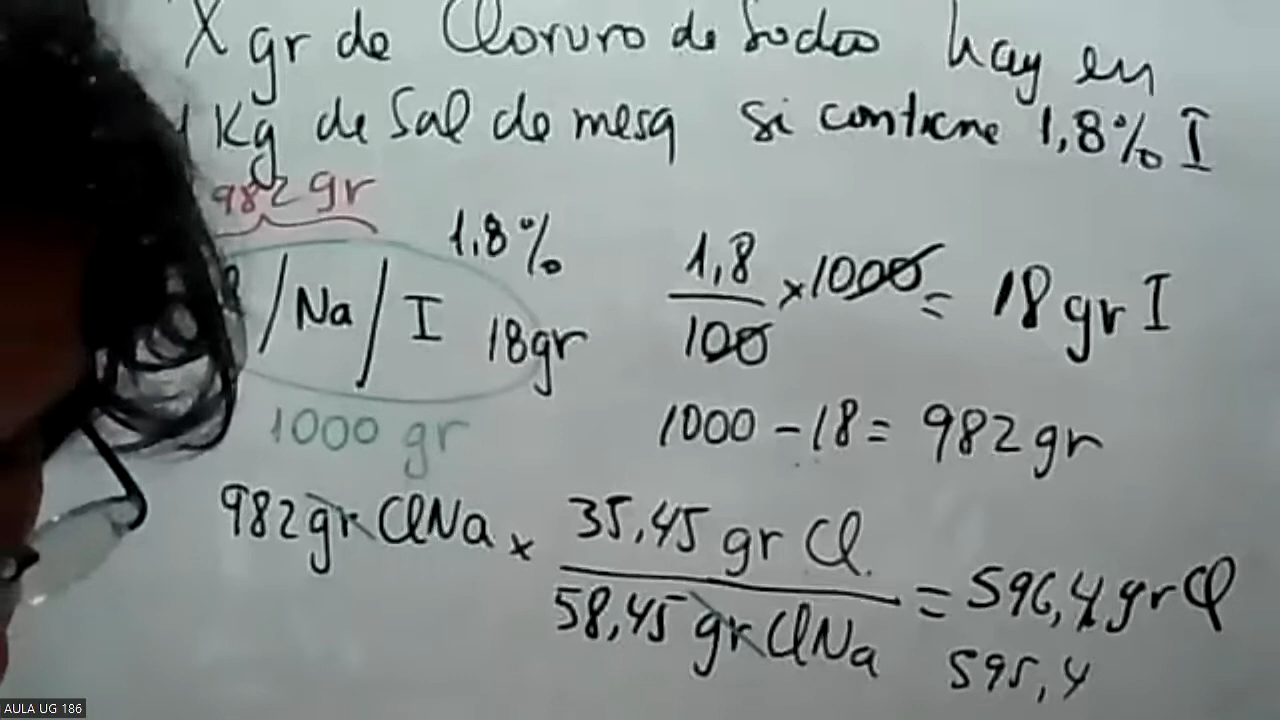 X gr de Cloruro de Sodio hay en
1 Kg de Sal de mesa si contiene 1,8% I
982 gr
1,8%
/ Na / I 18gr
1000 gr
1,8/100 x 1000 = 18 gr I
1000 - 18 = 982 gr
982 gr ClNa x 35,45 gr Cl / 58,45 gr ClNa = 596,4 gr Cl
595,4
AULA UG 186